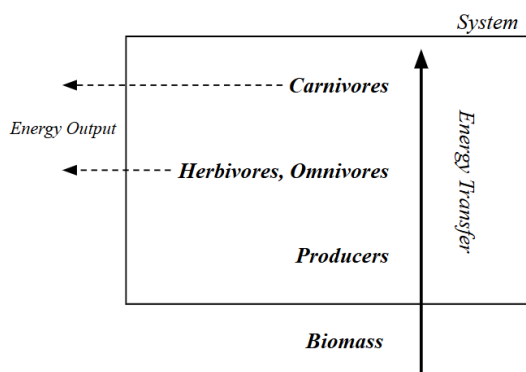 System
Carnivores
Energy Output
Herbivores, Omnivores
Energy Transfer
Producers
Biomass